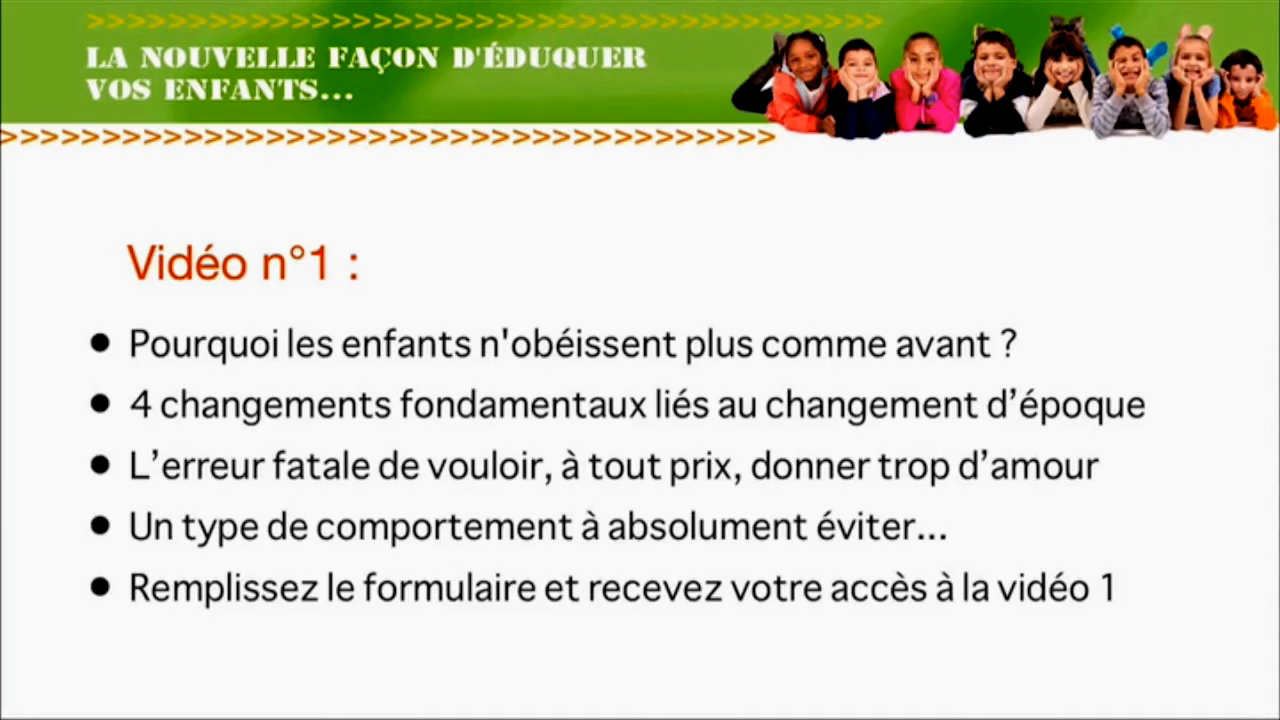 >>>>>>>>>>>>>>>>>>>>>>>>>>>>>>>>>>>>>>>
LA NOUVELLE FAÇON D'ÉDUQUER
VOS ENFANTS...
>>>>>>>>>>>>>>>>>>>>>>>>>>>>>>>>>>>>>>
Vidéo n°1 :
● Pourquoi les enfants n'obéissent plus comme avant ?
● 4 changements fondamentaux liés au changement d’époque
● L’erreur fatale de vouloir, à tout prix, donner trop d’amour
● Un type de comportement à absolument éviter...
● Remplissez le formulaire et recevez votre accès à la vidéo 1